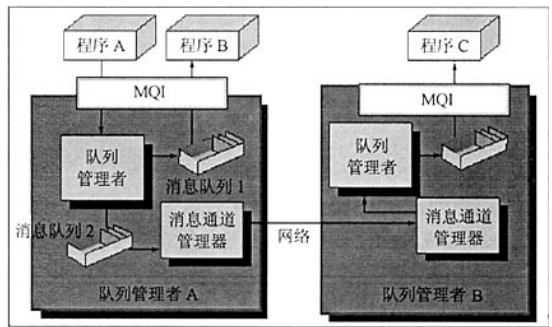 程序 A
程序 B
程序 C
MQI
MQI
队列
管理者
消息队列 1
队列
管理者
消息队列 2
消息通道
管理器
网络
消息通道
管理器
队列管理者 A
队列管理者 B